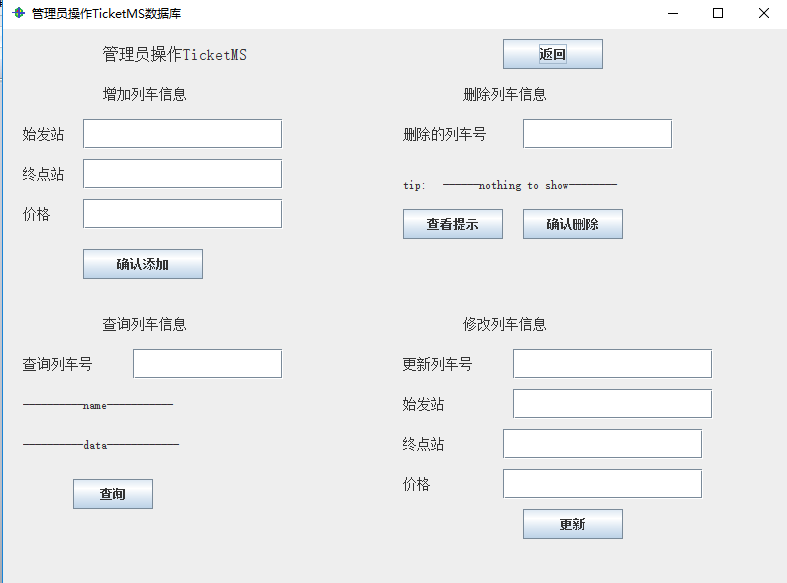 管理员操作TicketMS数据库
管理员操作TicketMS
返回
增加列车信息
始发站
终点站
价格
确认添加
删除列车信息
删除的列车号
tip: ------nothing to show--------
查看提示
确认删除
查询列车信息
查询列车号
----------name-----------
----------data------------
查询
修改列车信息
更新列车号
始发站
终点站
价格
更新